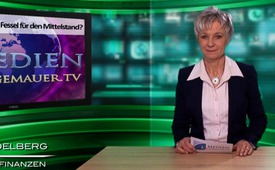 Fessel für den Mittelstand?
EDIEN
GEMAUER.TV
DELBERG
FINANZEN